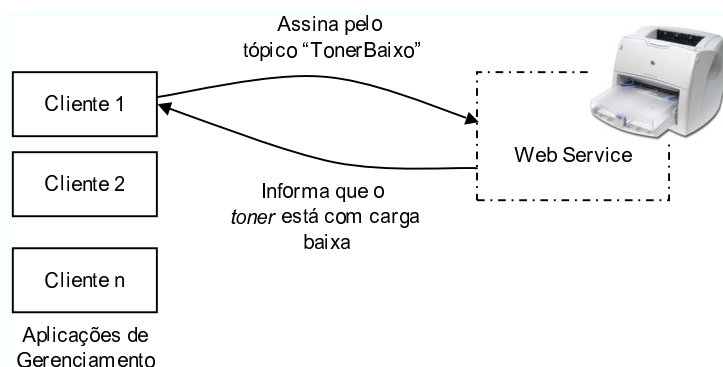 Assina pelo
tópico “TonerBaixo”
Cliente 1
Web Service
Cliente 2
Informa que o
toner está com carga
baixa
Cliente n
Aplicações de
Gerenciamento